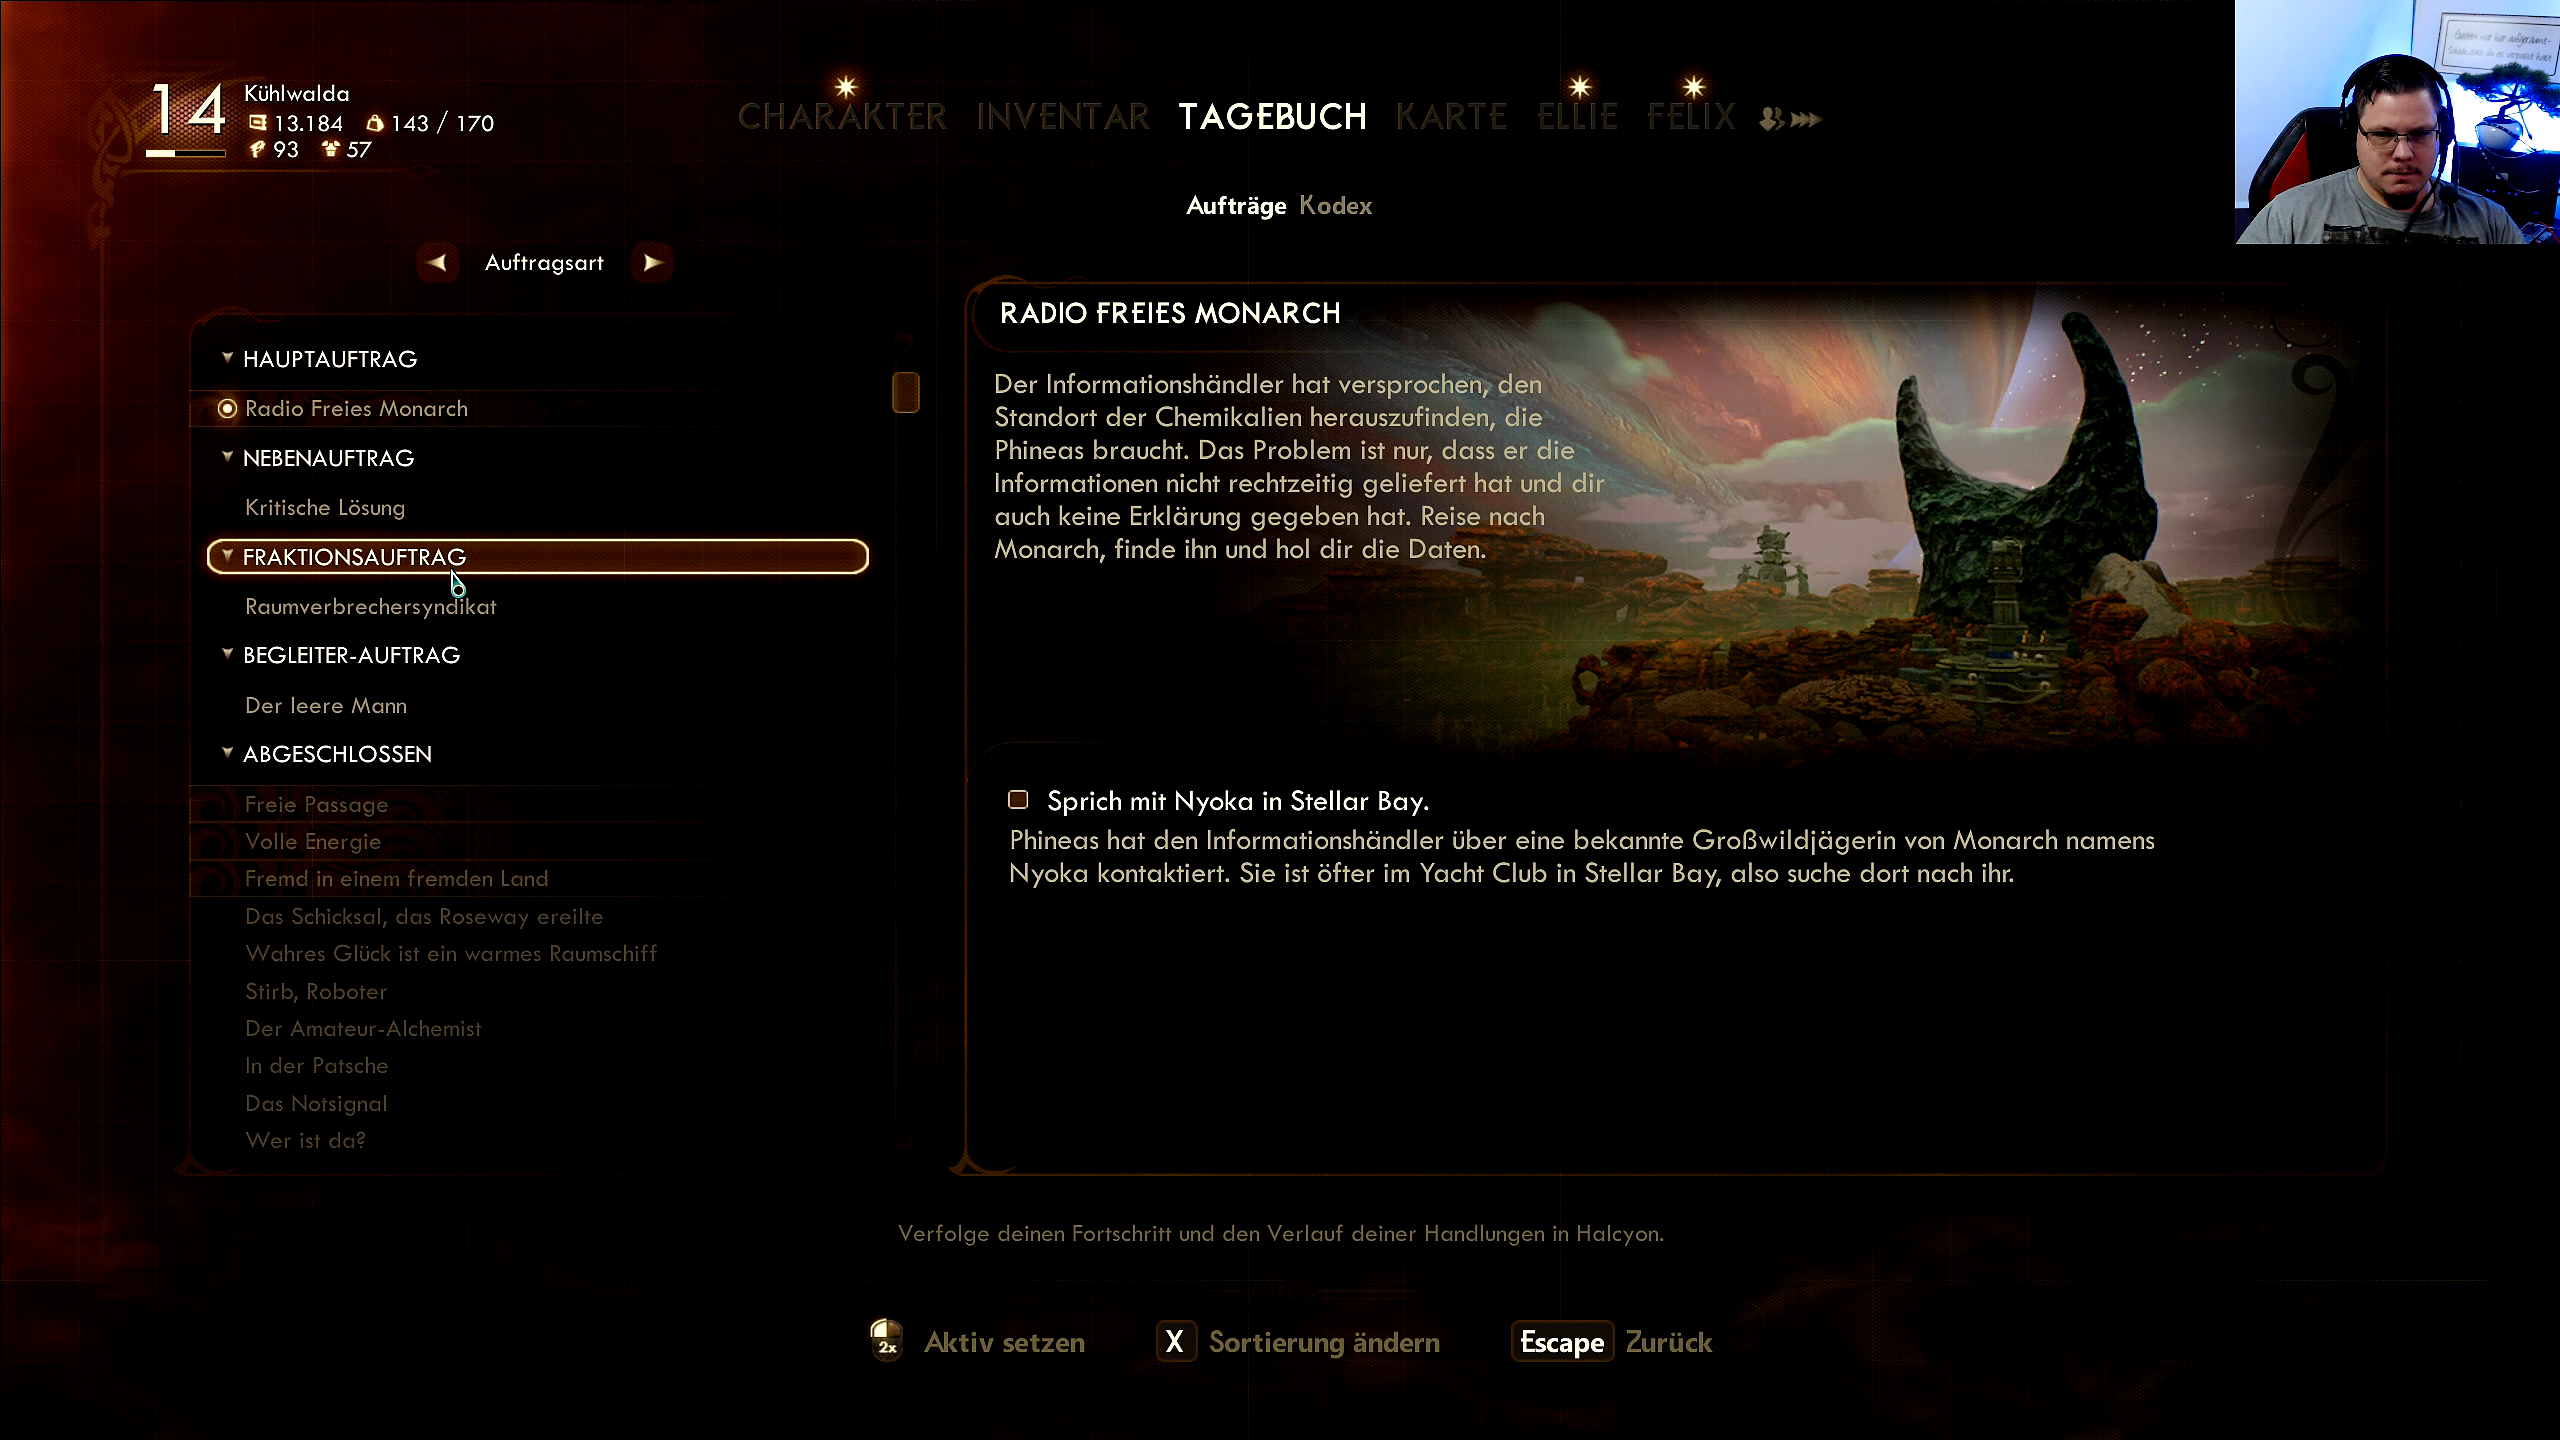 14
Kühlwalda
13.184 143 / 170
93 57
CHARAKTER INVENTAR TAGEBUCH KARTE ELLIE FELIX
Aufträge Kodex
Auftragsart
HAUPTAUFTRAG
Radio Freies Monarch
NEBENAUFTRAG
Kritische Lösung
FRAKTIONSAUFTRAG
Raumverbrechersyndikat
BEGLEITER-AUFTRAG
Der leere Mann
ABGESCHLOSSEN
Freie Passage
Volle Energie
Fremd in einem fremden Land
Das Schicksal, das Roseway ereilte
Wahres Glück ist ein warmes Raumschiff
Stirb, Roboter
Der Amateur-Alchemist
In der Patsche
Das Notsignal
Wer ist da?
RADIO FREIES MONARCH
Der Informationshändler hat versprochen, den
Standort der Chemikalien herauszufinden, die
Phineas braucht. Das Problem ist nur, dass er die
Informationen nicht rechtzeitig geliefert hat und dir
auch keine Erklärung gegeben hat. Reise nach
Monarch, finde ihn und hol dir die Daten.
Sprich mit Nyoka in Stellar Bay.
Phineas hat den Informationshändler über eine bekannte Großwildjägerin von Monarch namens
Nyoka kontaktiert. Sie ist öfter im Yacht Club in Stellar Bay, also suche dort nach ihr.
Verfolge deinen Fortschritt und den Verlauf deiner Handlungen in Halcyon.
2x Aktiv setzen X Sortierung ändern Escape Zurück